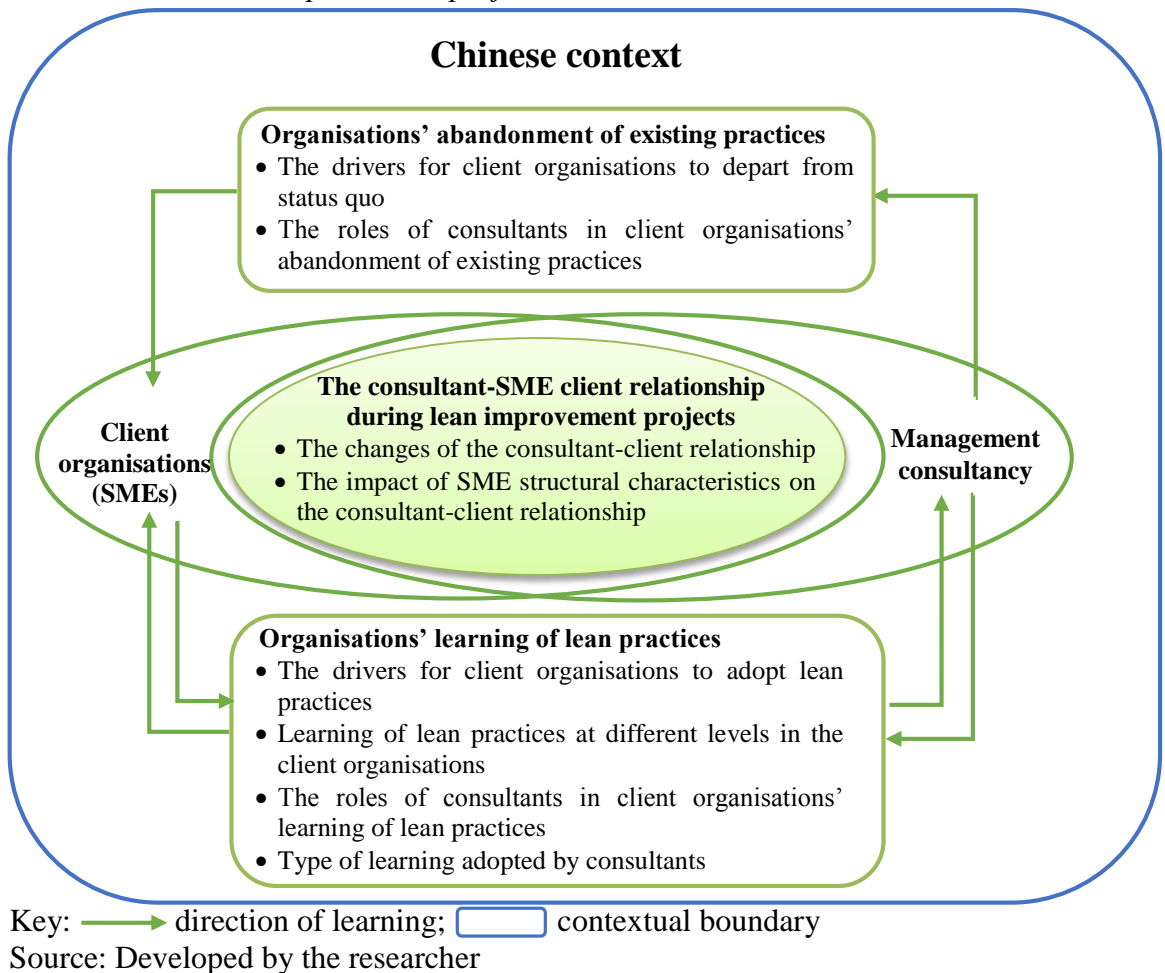 Chinese context
Organisations’ abandonment of existing practices
• The drivers for client organisations to depart from
status quo
• The roles of consultants in client organisations’
abandonment of existing practices
The consultant-SME client relationship
during lean improvement projects
• The changes of the consultant-client relationship
• The impact of SME structural characteristics on
the consultant-client relationship
Client
organisations
(SMEs)
Management
consultancy
Organisations’ learning of lean practices
• The drivers for client organisations to adopt lean
practices
• Learning of lean practices at different levels in the
client organisations
• The roles of consultants in client organisations’
learning of lean practices
• Type of learning adopted by consultants
Key: direction of learning; contextual boundary
Source: Developed by the researcher